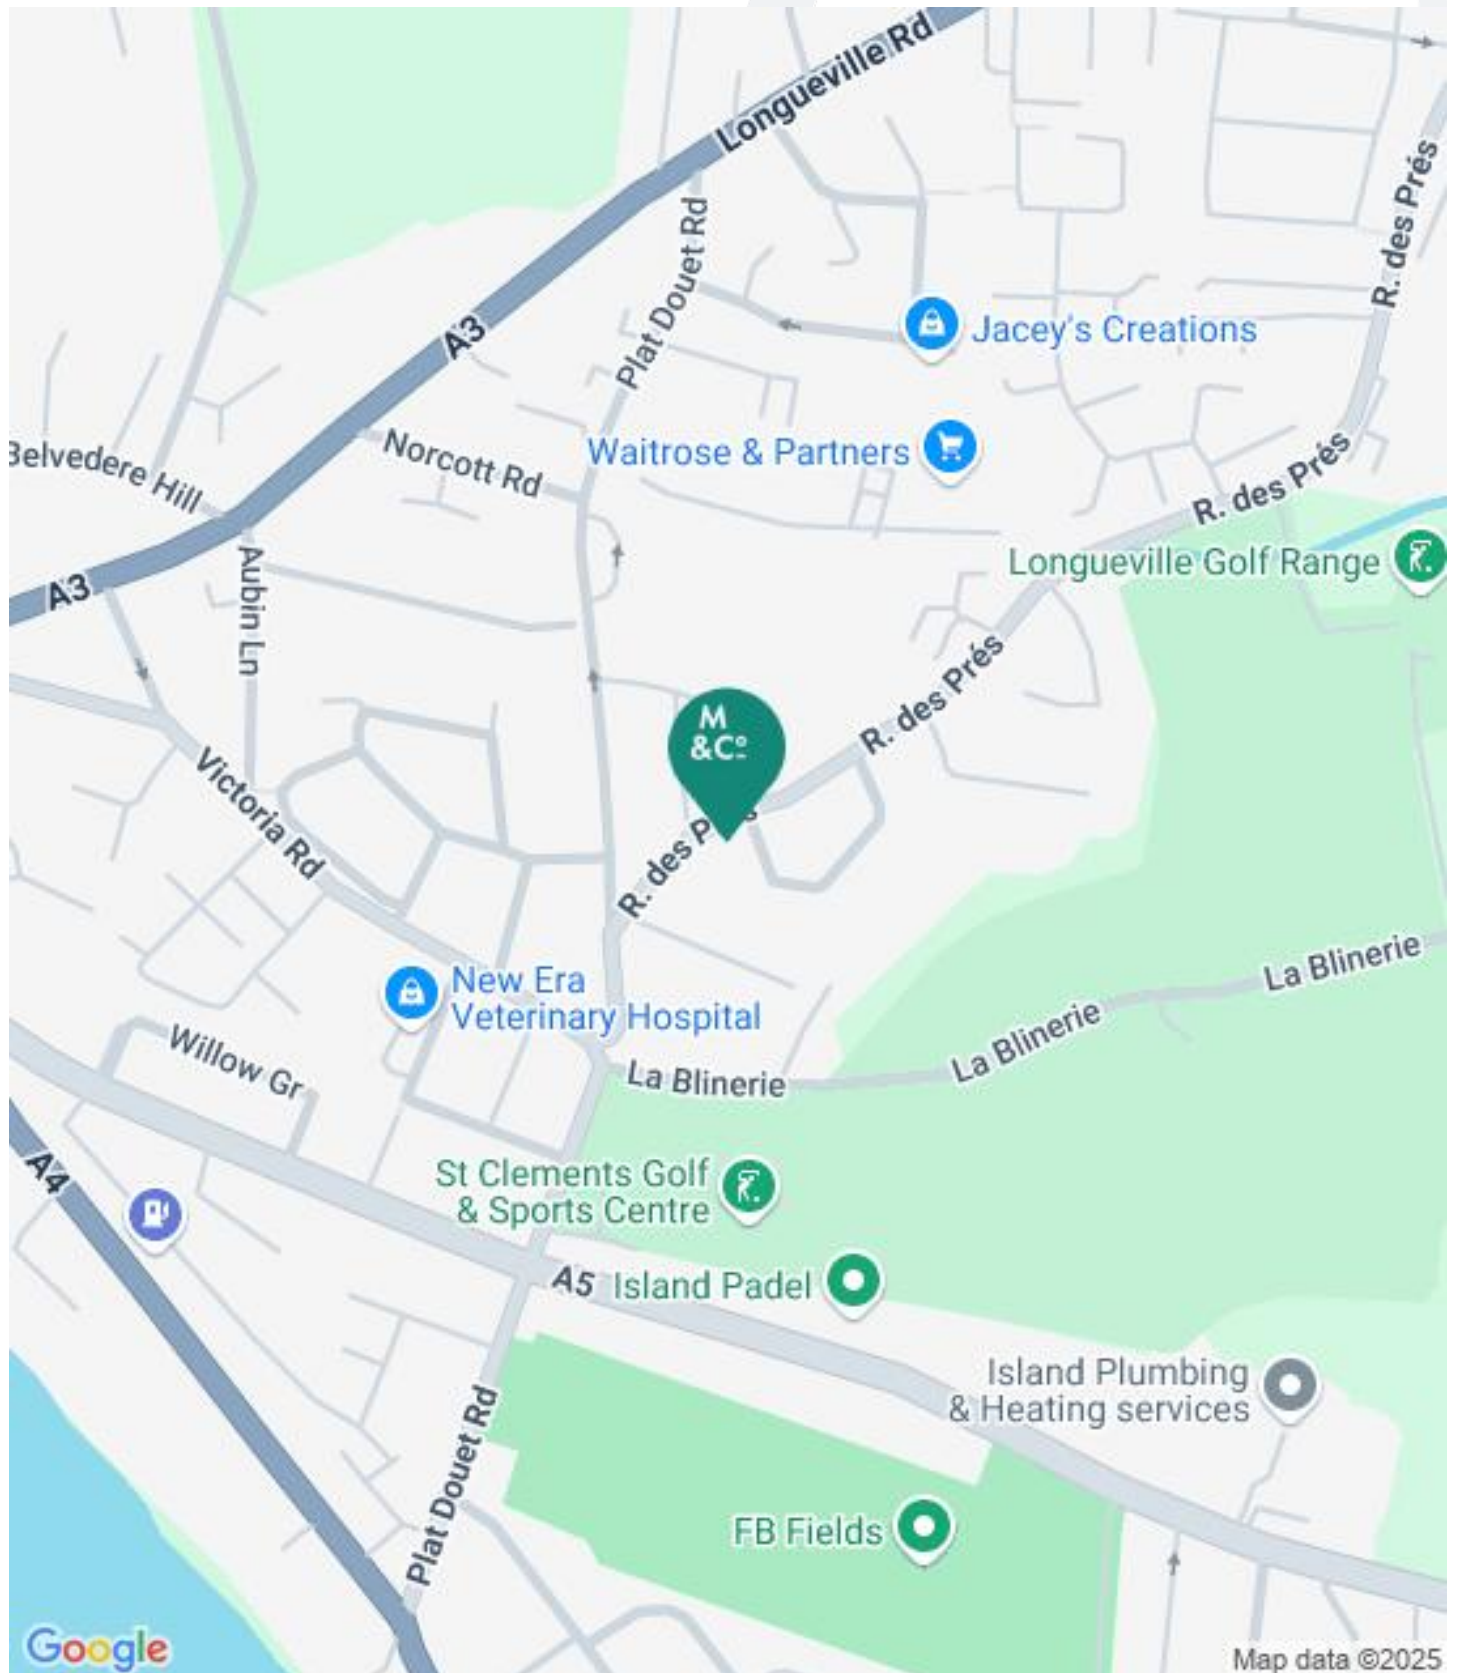 Longueville Rd
R. des Prés
Plat Douet Rd
A3
Jacey's Creations
Belvedere Hill
Norcott Rd
Waitrose & Partners
R. des Prés
A3
Aubin Ln
Longueville Golf Range
R. des Prés
M
&Cº
Victoria Rd
R. des Prés
La Blinerie
New Era
Veterinary Hospital
La Blinerie
Willow Gr
La Blinerie
A4
St Clements Golf
& Sports Centre
A5
Island Padel
Island Plumbing
& Heating services
Plat Douet Rd
FB Fields
Google
Map data ©2025